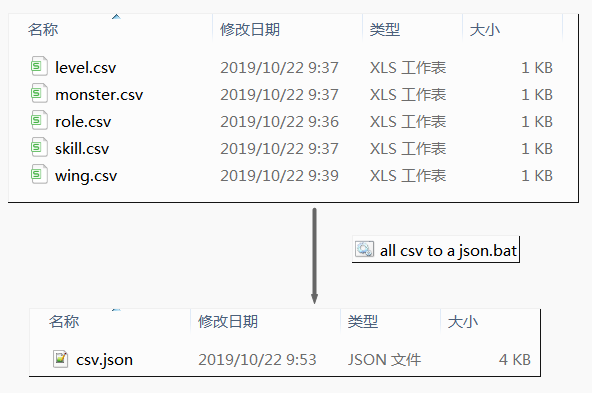 名称 修改日期 类型 大小
level.csv 2019/10/22 9:37 XLS 工作表 1 KB
monster.csv 2019/10/22 9:37 XLS 工作表 1 KB
role.csv 2019/10/22 9:36 XLS 工作表 1 KB
skill.csv 2019/10/22 9:37 XLS 工作表 1 KB
wing.csv 2019/10/22 9:39 XLS 工作表 1 KB
all csv to a json.bat
名称 修改日期 类型 大小
csv.json 2019/10/22 9:53 JSON 文件 4 KB